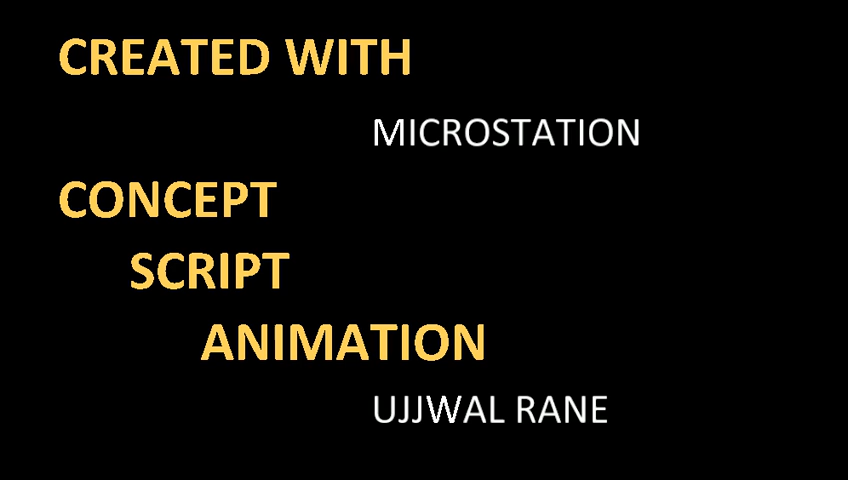 CREATED WITH
MICROSTATION
CONCEPT
SCRIPT
ANIMATION
UJJWAL RANE